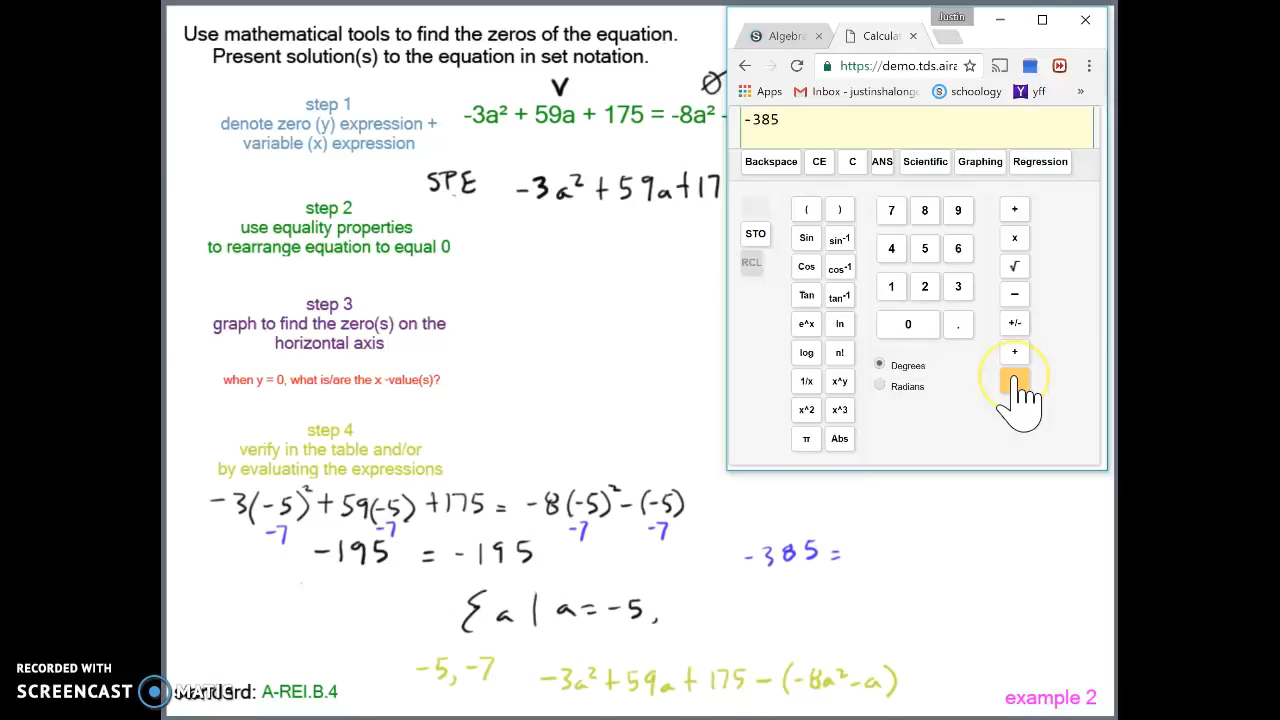 Use mathematical tools to find the zeros of the equation.
Present solution(s) to the equation in set notation.
step 1
denote zero (y) expression +
variable (x) expression
V
Ø
-3a² + 59a + 175 = -8a² -
SPE -3a² + 59a + 17
step 2
use equality properties
to rearrange equation to equal 0
step 3
graph to find the zero(s) on the
horizontal axis
when y = 0, what is/are the x -value(s)?
step 4
verify in the table and/or
by evaluating the expressions
-3(-5)² + 59(-5) + 175 = -8(-5)² - (-5)
-7 -7 -7 -7
-195 = -195
-385 =
{ a | a = -5,
-5, -7 -3a² + 59a + 175 - (-8a² - a)
A-REI.B.4
example 2
RECORDED WITH
SCREENCAST MATIC
Justin
Algebra
Calculat
https://demo.tds.aira
Apps
Inbox - justinshalong
schoology
yff
»
-385
Backspace CE C ANS Scientific Graphing Regression
STO
RCL
( )
Sin sin-1
Cos cos-1
Tan tan-1
e^x ln
log n!
1/x x^y
x^2 x^3
π Abs
7 8 9
4 5 6
1 2 3
0 .
Degrees
Radians
x
√
−
+/-
+